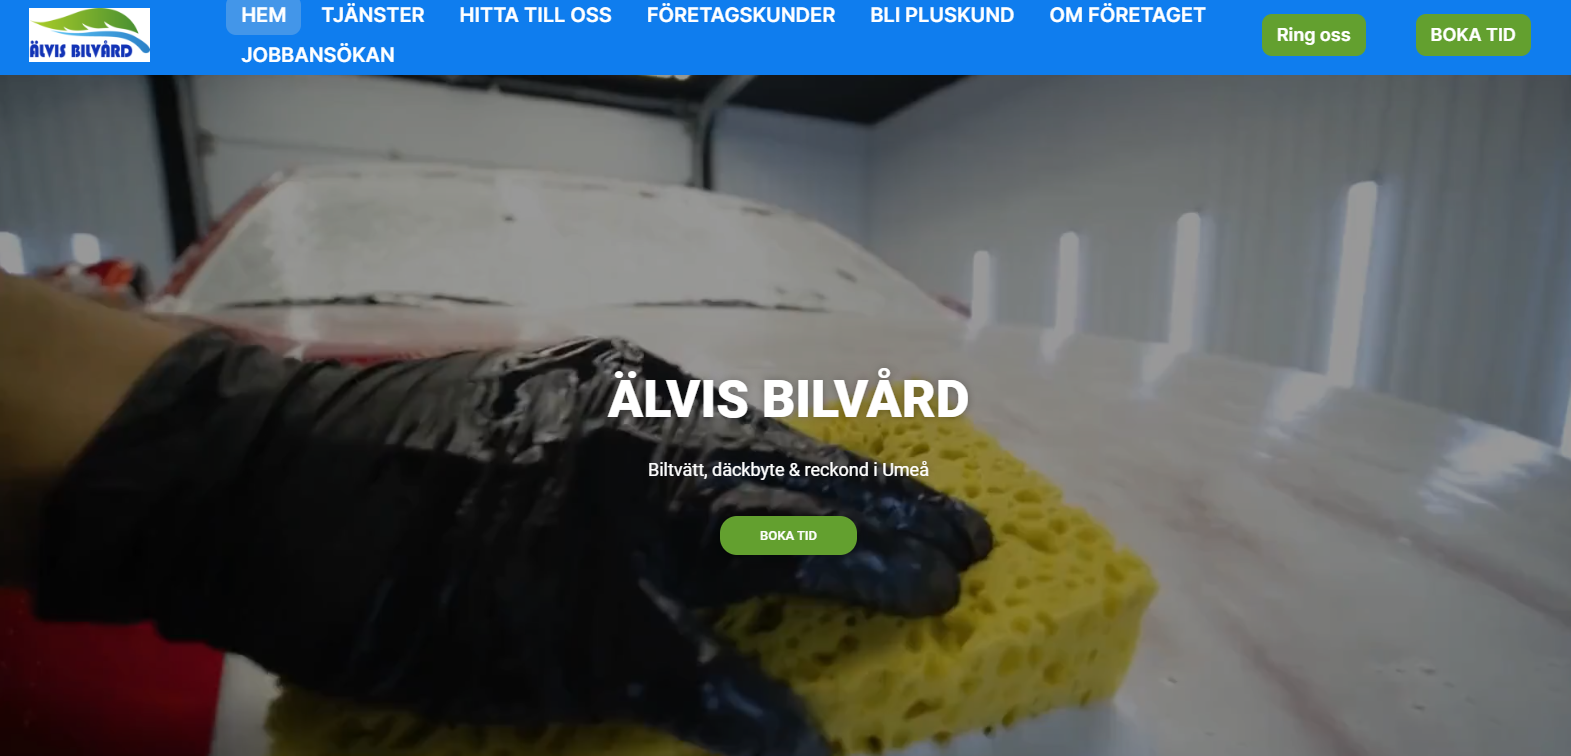 ÄLVIS BILVÅRD
HEM TJÄNSTER HITTA TILL OSS FÖRETAGSKUNDER BLI PLUSKUND OM FÖRETAGET
JOBBANSÖKAN
Ring oss
BOKA TID
ÄLVIS BILVÅRD
Biltvätt, däckbyte & reckond i Umeå
BOKA TID